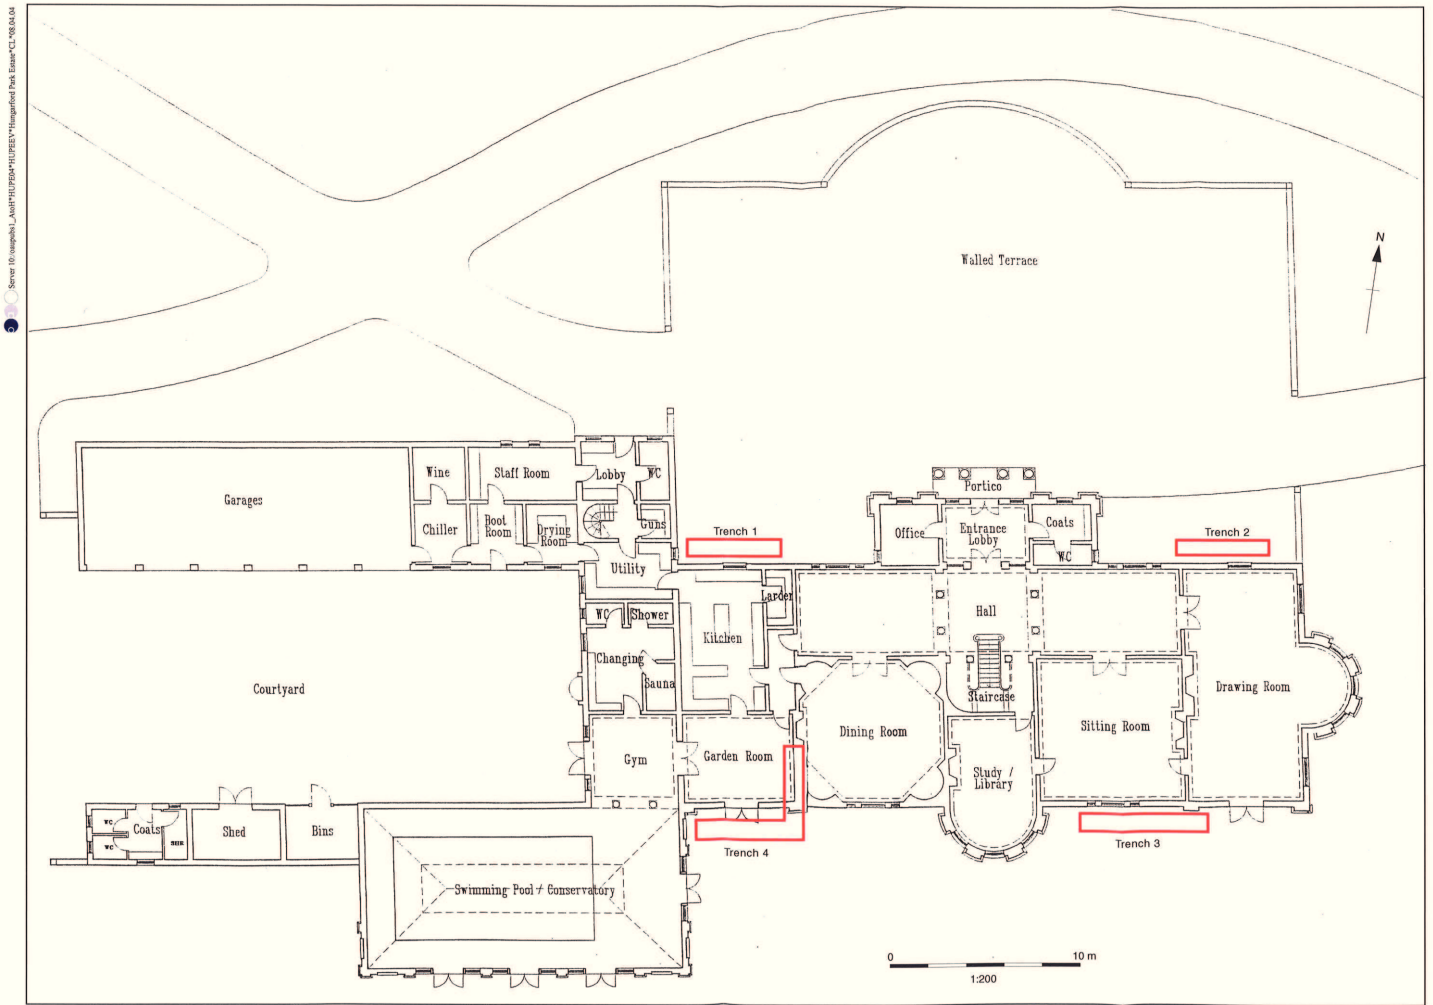 Server 10:/oaupubs1_AtoH*HUPE04*HUPEEV*Hungerford Park Estate*CL*08.04.04
N
Walled Terrace
Wine
Staff Room
Lobby
WC
Portico
Garages
Chiller
Boot
Room
Drying
Room
Guns
Trench 1
Office
Entrance
Lobby
Coats
WC
Trench 2
Utility
Larder
Hall
WC
Shower
Kitchen
Changing
Sauna
Staircase
Courtyard
Drawing Room
Dining Room
Sitting Room
Gym
Garden Room
Study /
Library
WC
Coats
WC
SHR
Shed
Bins
Trench 4
Trench 3
Swimming Pool / Conservatory
0
10 m
1:200